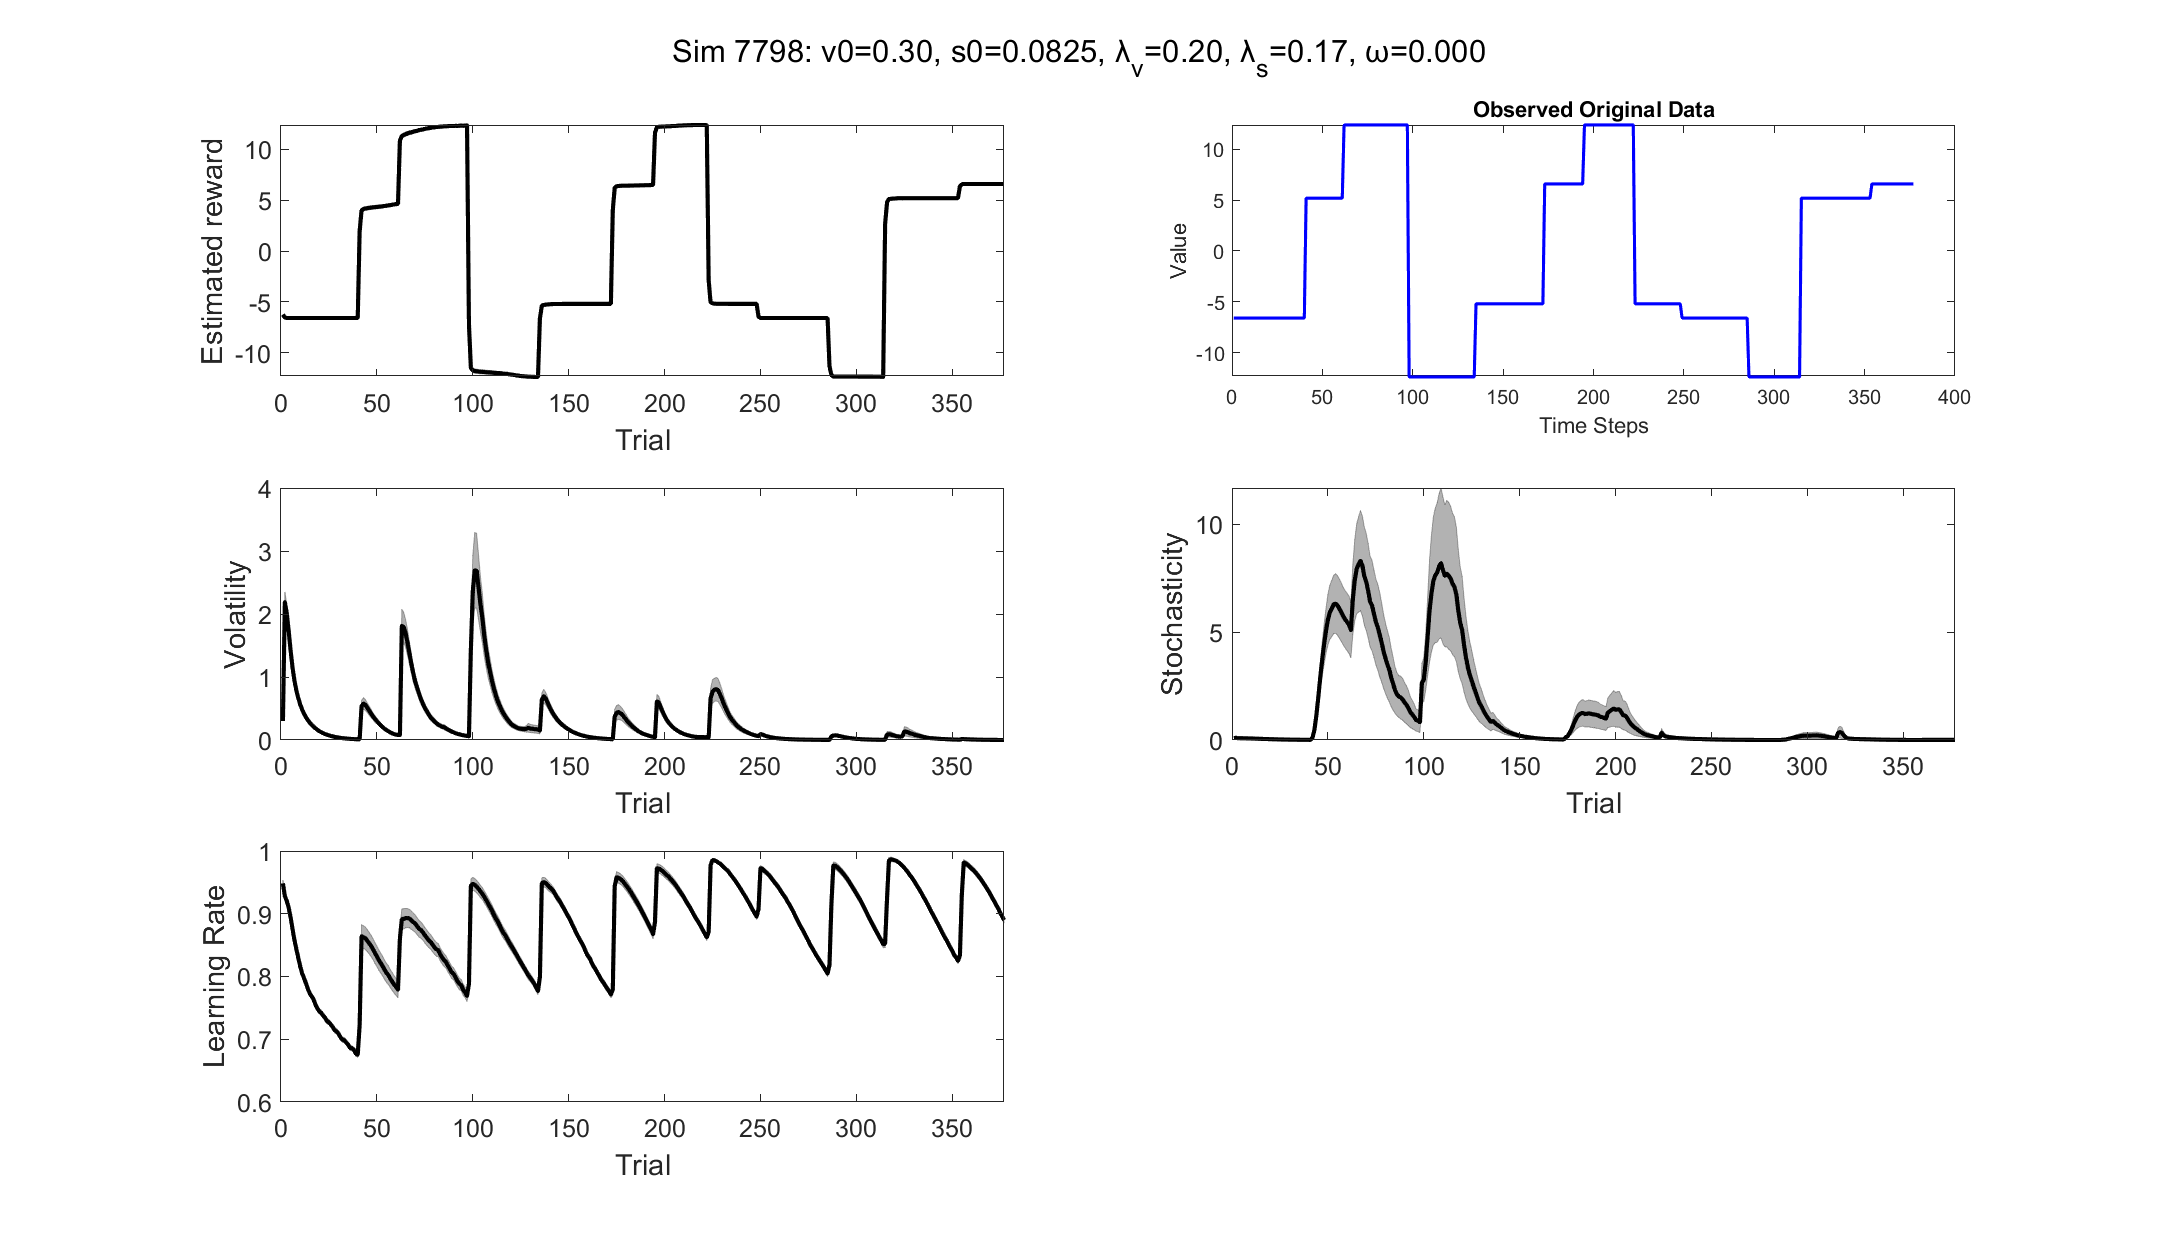 Sim 7798: v0=0.30, s0=0.0825, λv=0.20, λs=0.17, ω=0.000
Estimated reward
10
5
0
-5
-10
0 50 100 150 200 250 300 350
Trial
Observed Original Data
Value
10
5
0
-5
-10
0 50 100 150 200 250 300 350 400
Time Steps
Volatility
4
3
2
1
0
0 50 100 150 200 250 300 350
Trial
Stochasticity
10
5
0
0 50 100 150 200 250 300 350
Trial
Learning Rate
1
0.9
0.8
0.7
0.6
0 50 100 150 200 250 300 350
Trial